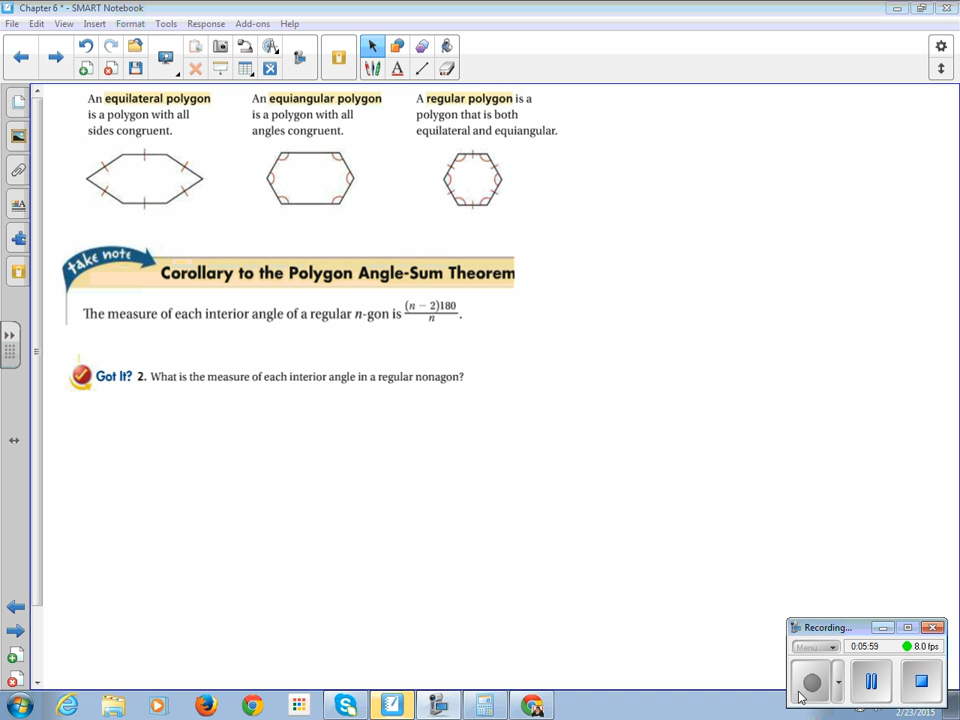 Chapter 6 * - SMART Notebook
File Edit View Insert Format Tools Response Add-ons Help
An equilateral polygon
is a polygon with all
sides congruent.
An equiangular polygon
is a polygon with all
angles congruent.
A regular polygon is a
polygon that is both
equilateral and equiangular.
take note
Corollary to the Polygon Angle-Sum Theorem
The measure of each interior angle of a regular n-gon is (n − 2)180/n.
Got It? 2. What is the measure of each interior angle in a regular nonagon?
Recording...
Menu 0:05:59 8.0 fps
2/23/2015